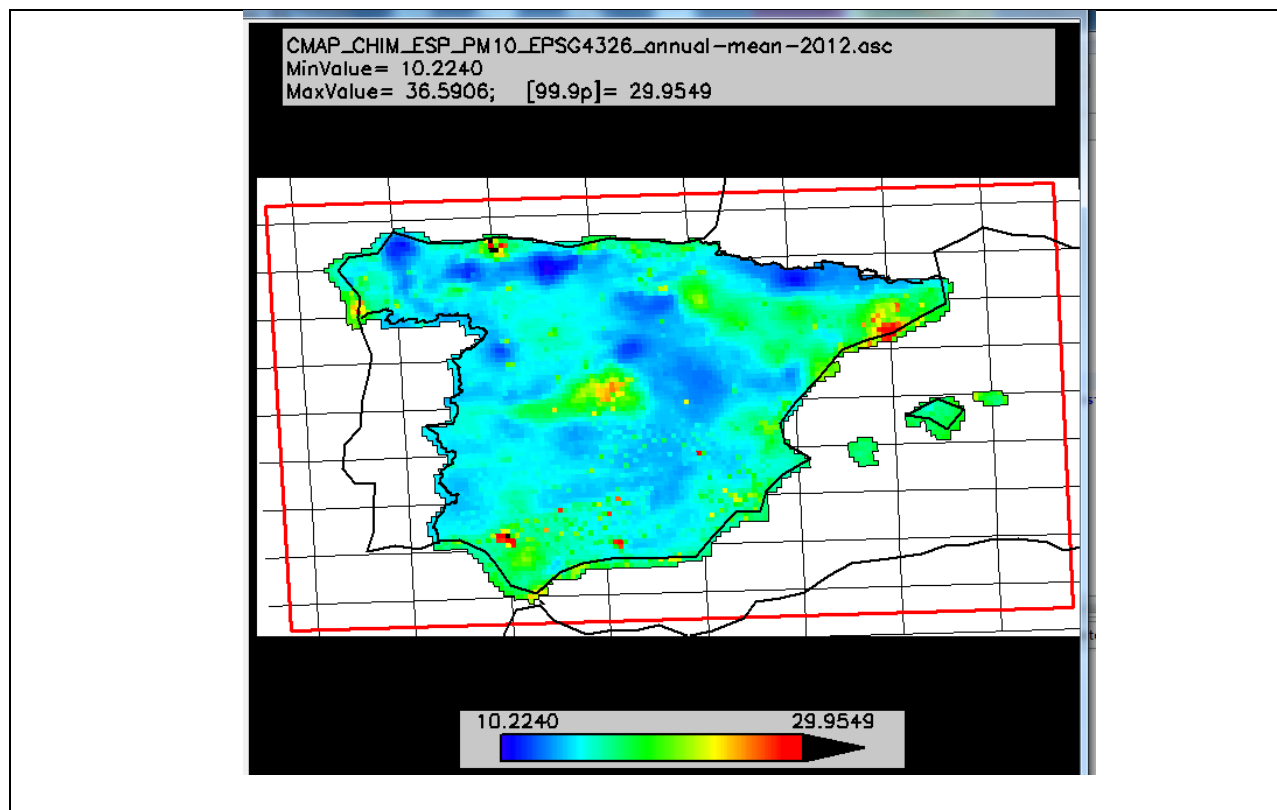 CMAP_CHIM_ESP_PM10_EPSG4326_annual-mean-2012.asc
MinValue= 10.2240
MaxValue= 36.5906; [99.9p]= 29.9549
10.2240 29.9549